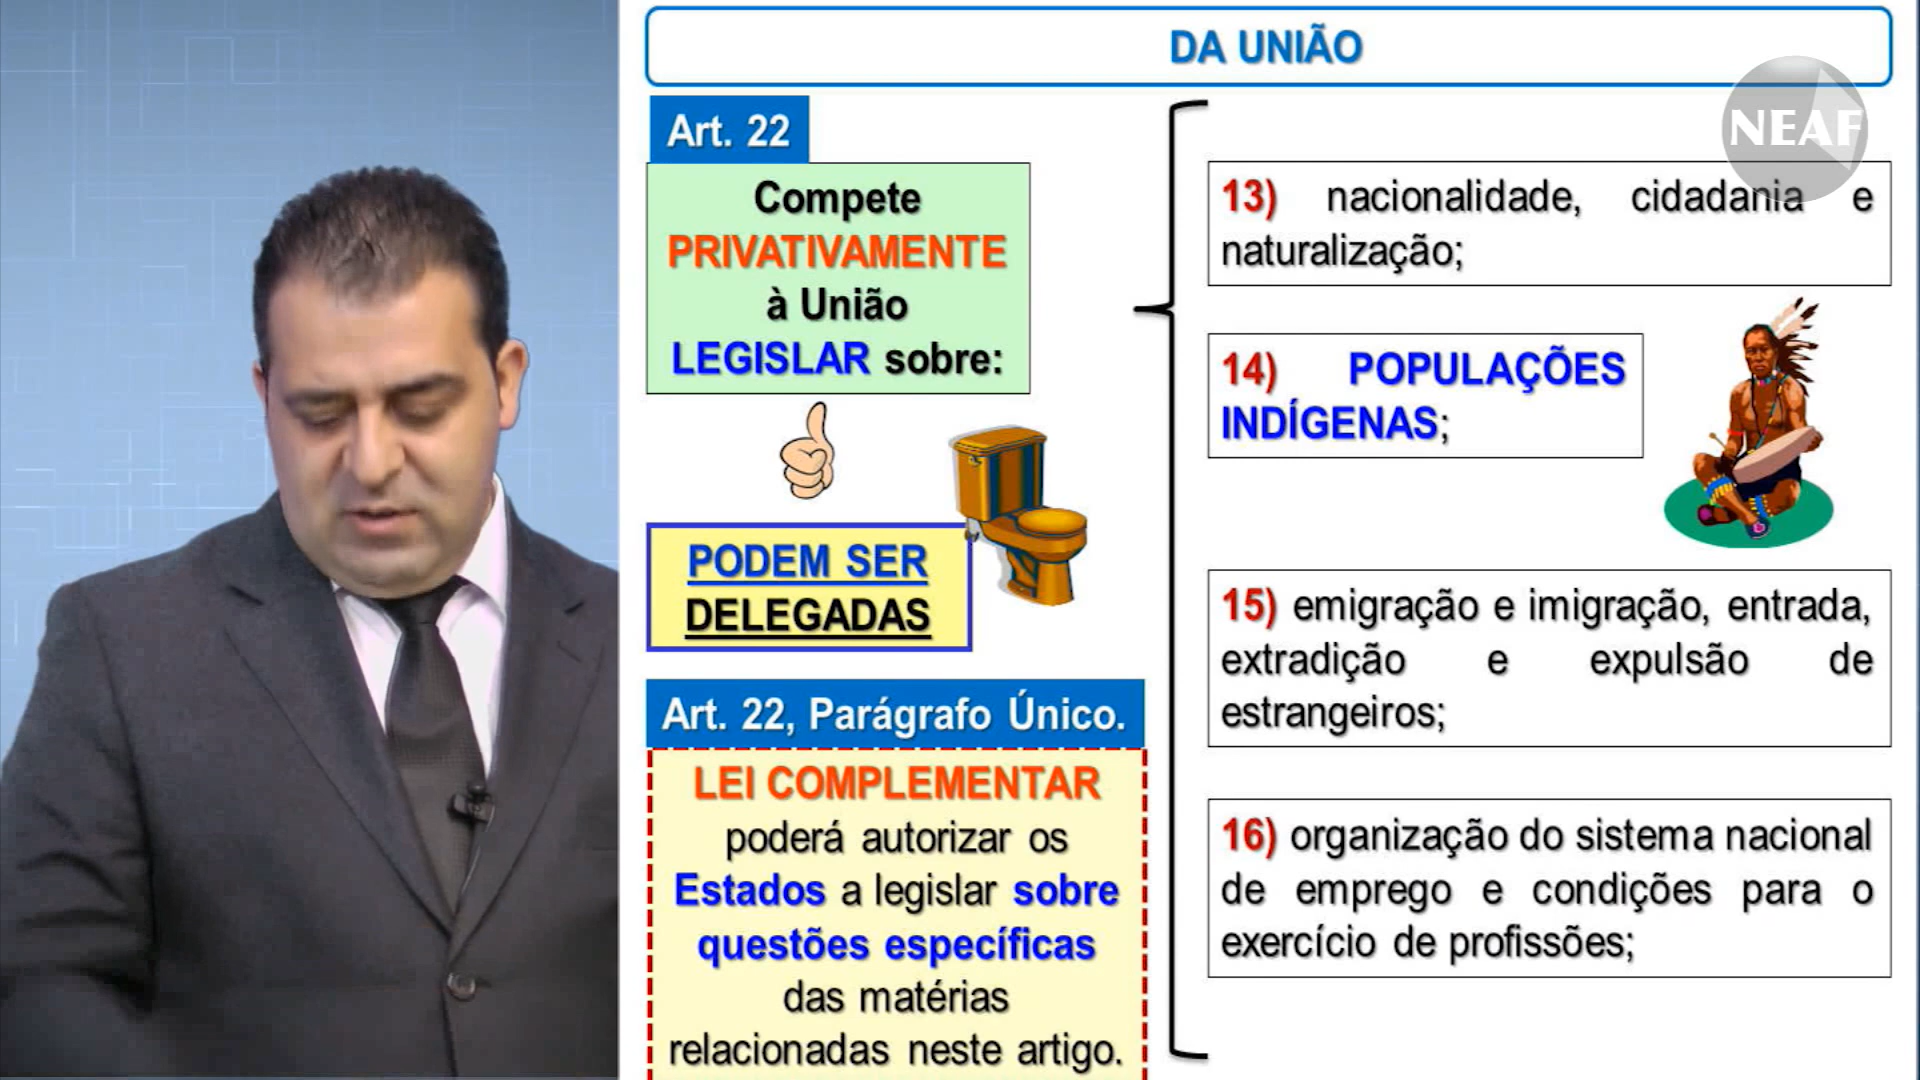 DA UNIÃO
NEAF
Art. 22
Compete
PRIVATIVAMENTE
à União
LEGISLAR sobre:
PODEM SER
DELEGADAS
Art. 22, Parágrafo Único.
LEI COMPLEMENTAR
poderá autorizar os
Estados a legislar sobre
questões específicas
das matérias
relacionadas neste artigo.
13) nacionalidade, cidadania e
naturalização;
14) POPULAÇÕES
INDÍGENAS;
15) emigração e imigração, entrada,
extradição e expulsão de
estrangeiros;
16) organização do sistema nacional
de emprego e condições para o
exercício de profissões;